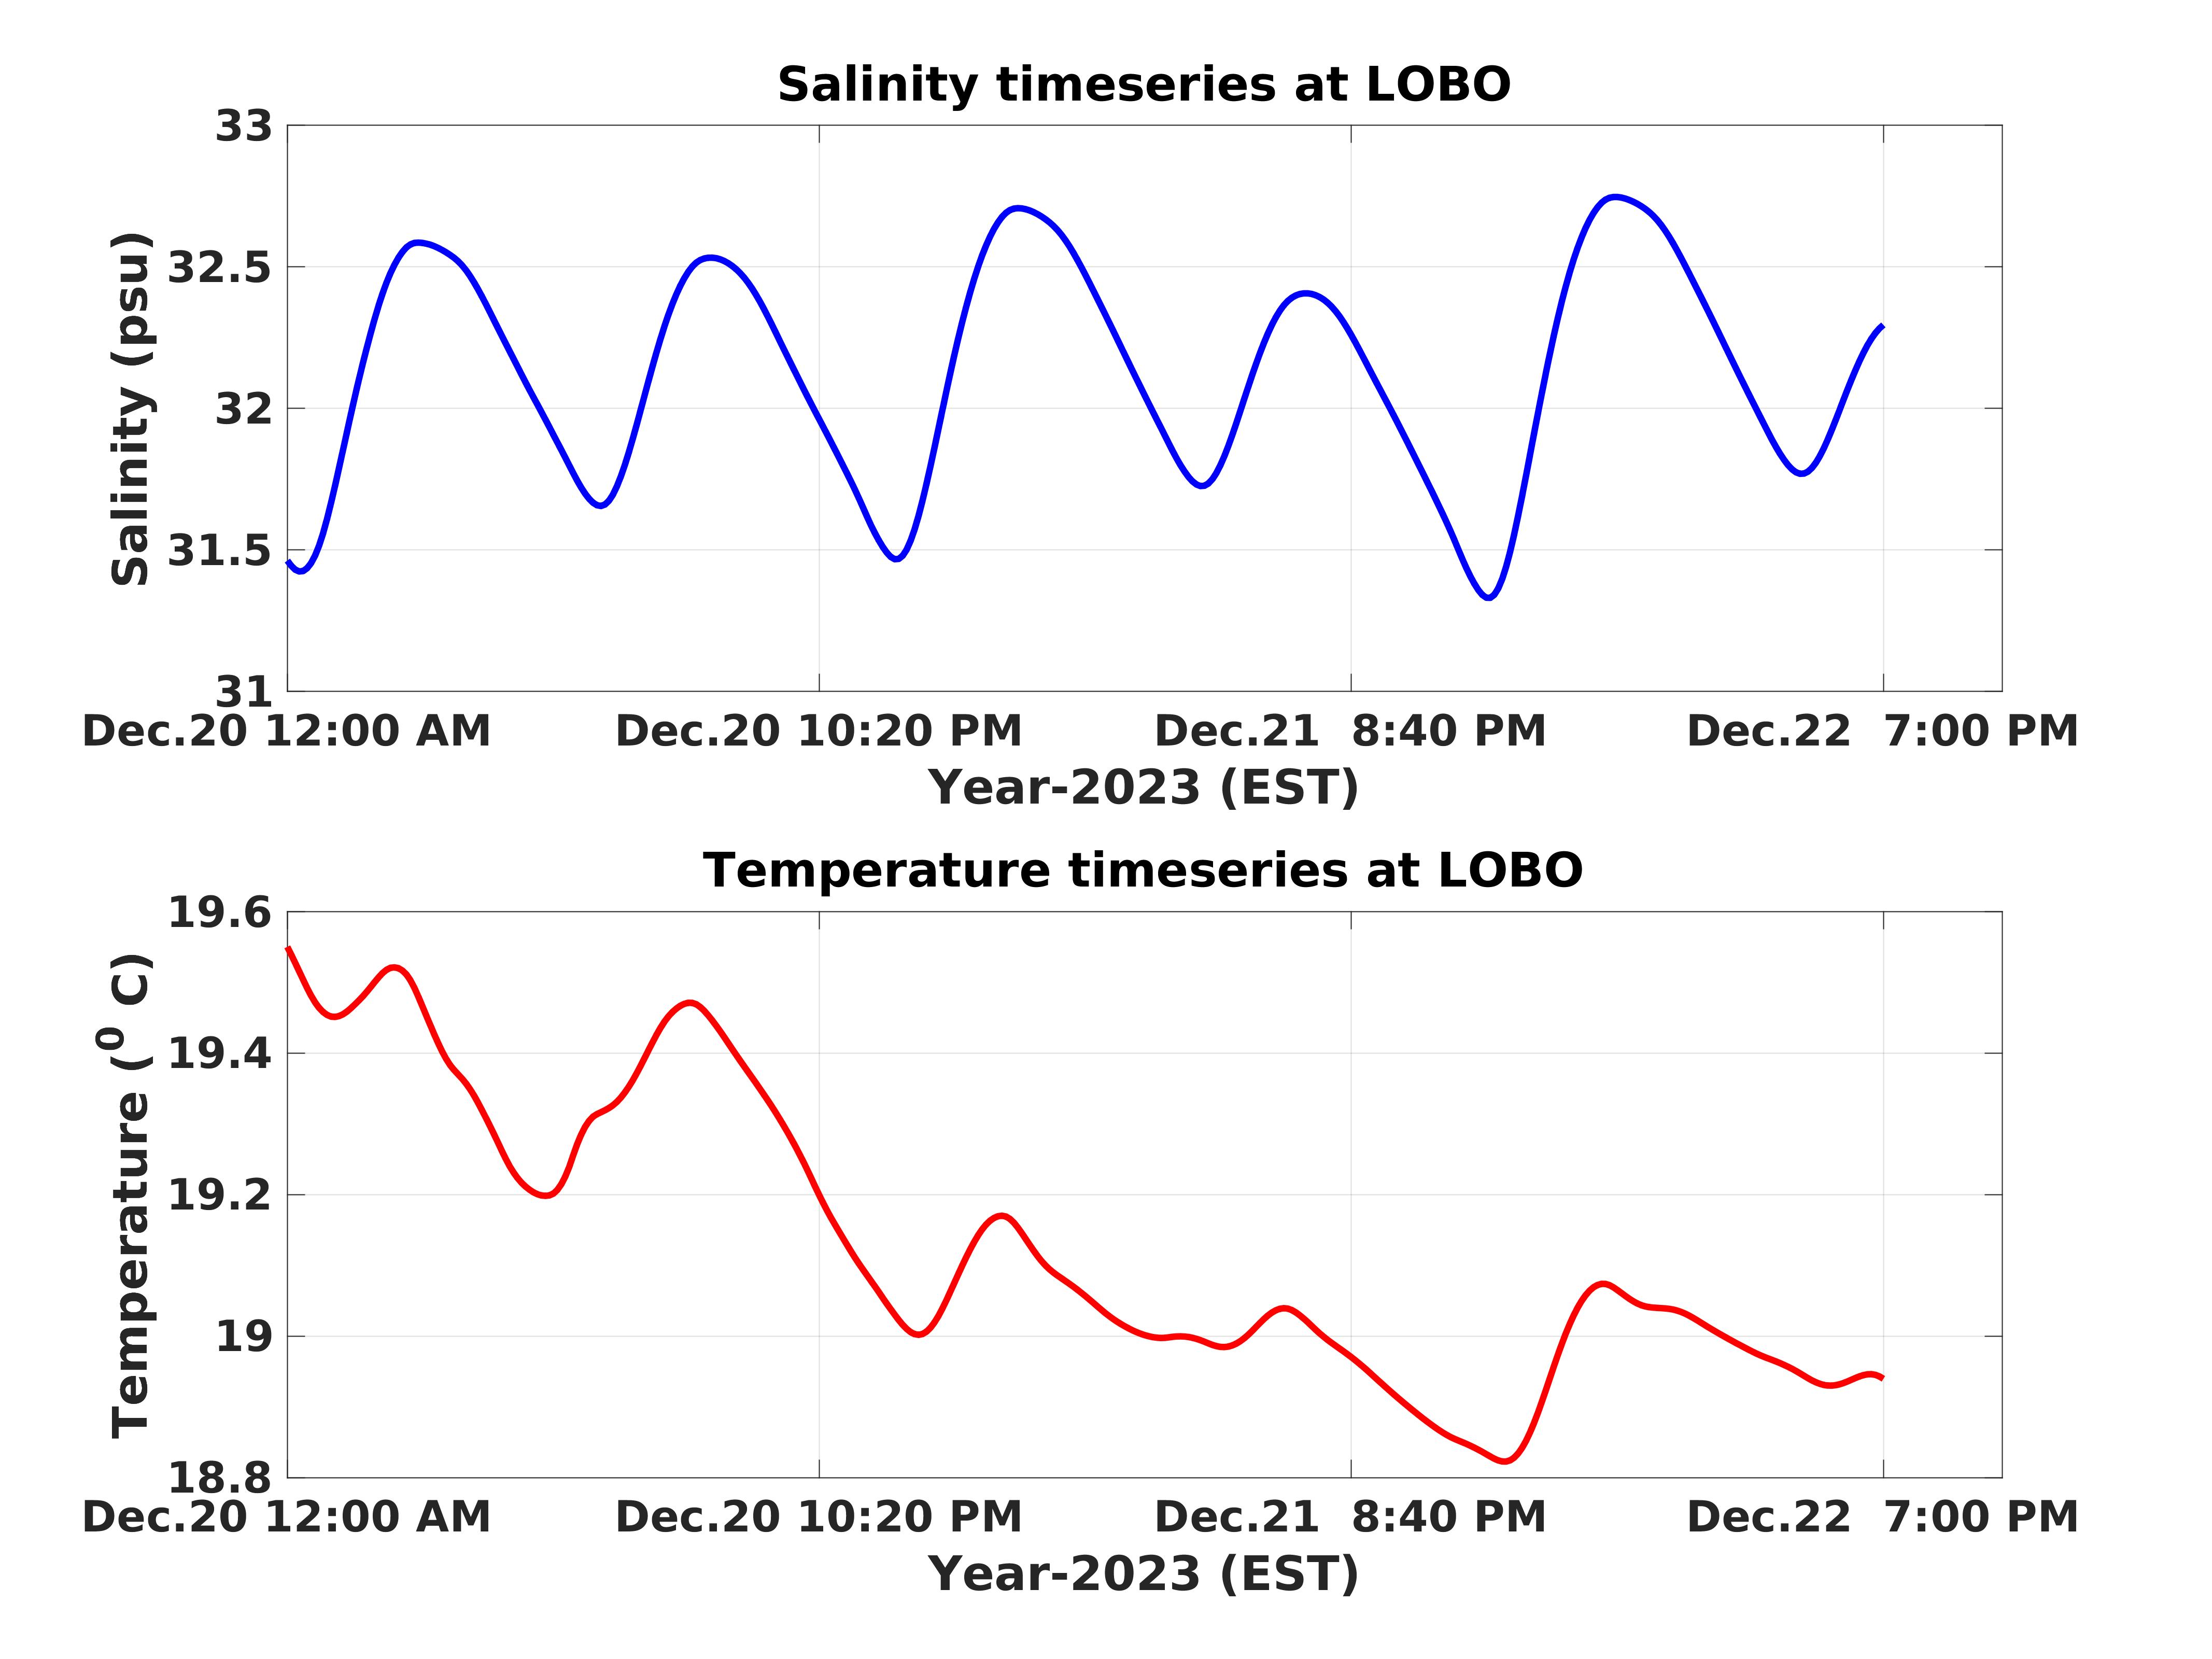 Salinity timeseries at LOBO
33
32.5
32
31.5
31
Salinity (psu)
Dec.20 12:00 AM Dec.20 10:20 PM Dec.21 8:40 PM Dec.22 7:00 PM
Year-2023 (EST)
Temperature timeseries at LOBO
19.6
19.4
19.2
19
18.8
Temperature (⁰ C)
Dec.20 12:00 AM Dec.20 10:20 PM Dec.21 8:40 PM Dec.22 7:00 PM
Year-2023 (EST)